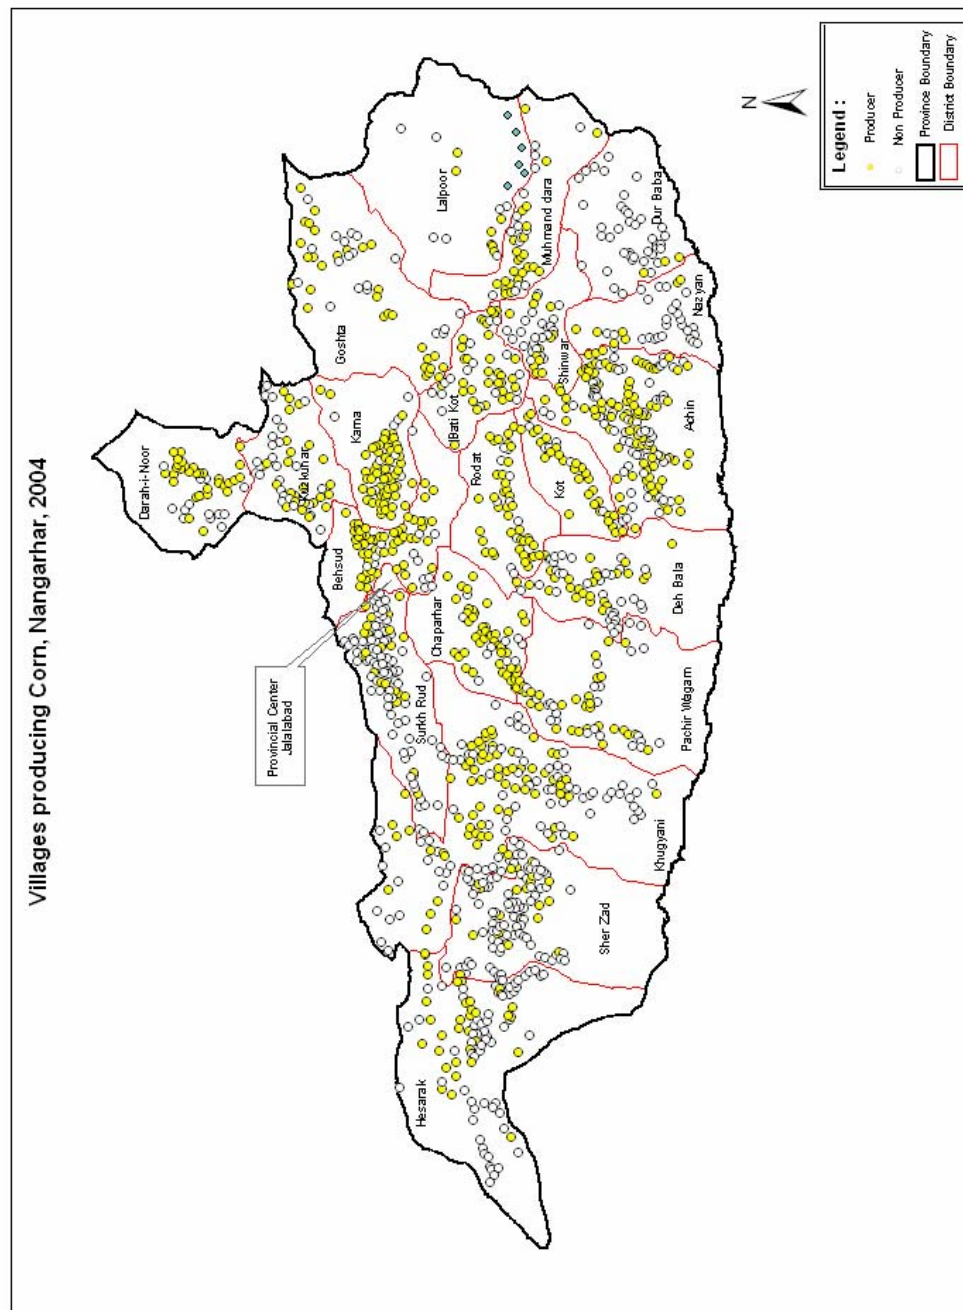 Villages producing Corn, Nangarhar, 2004
Darah-i-Noor
Kuzkunar
Goshta
Lalpoor
Kama
Behsud
Provincial Center
Jalalabad
Surkh Rud
Chaparhar
Rodat
Bati Kot
Muhmand dara
Shinwar
Dur Baba
Nazyan
Achin
Kot
Deh Bala
Pachir Wagam
Khugyani
Sher Zad
Hesarak
N
Legend :
Producer
Non Producer
Province Boundary
District Boundary